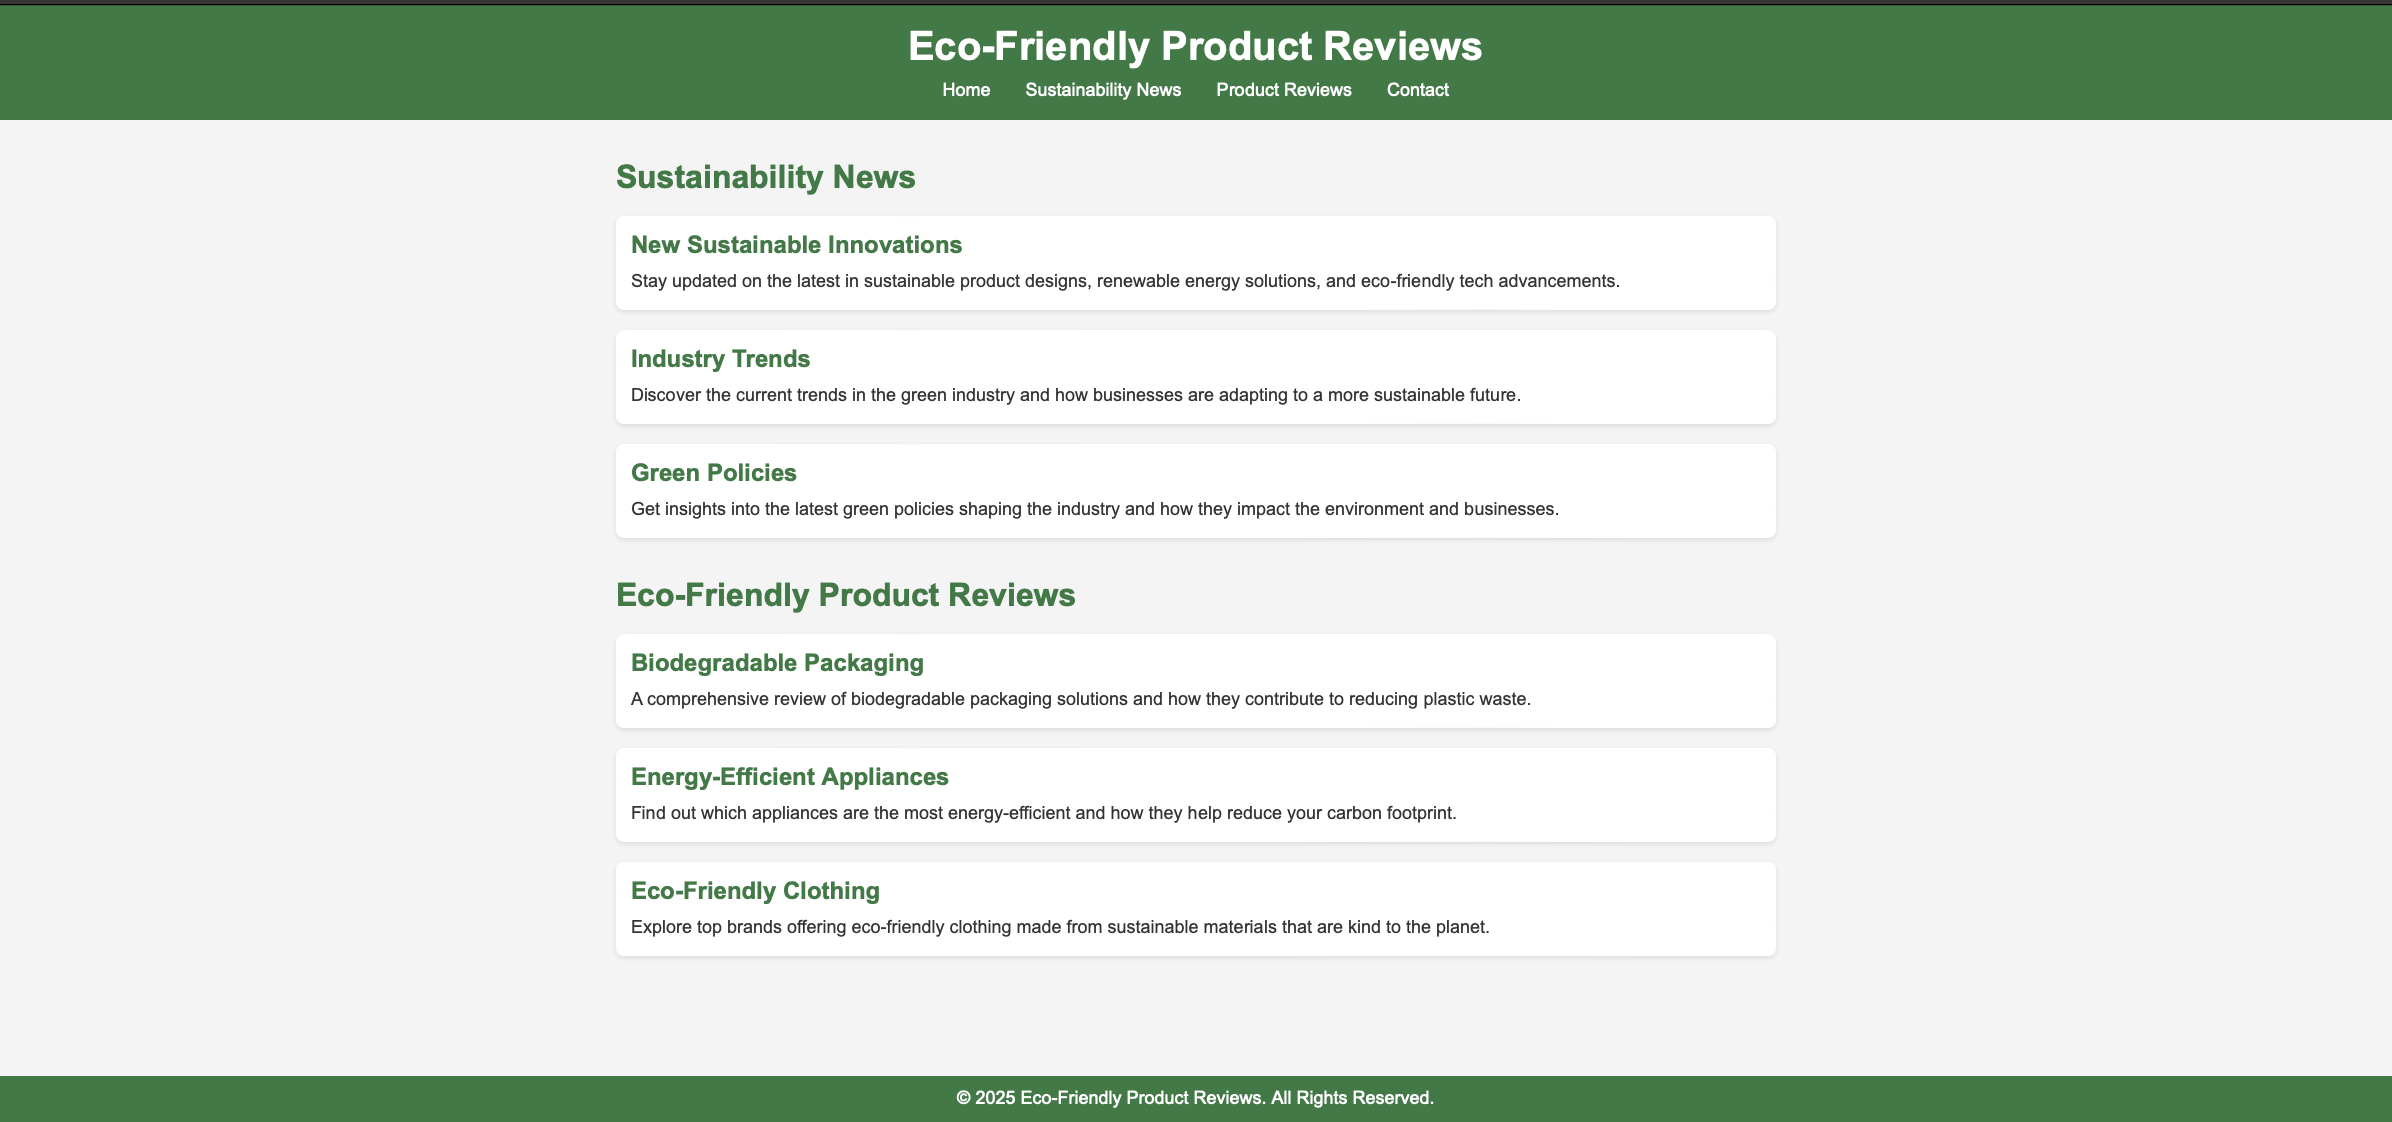 Eco-Friendly Product Reviews
Home Sustainability News Product Reviews Contact
Sustainability News
New Sustainable Innovations
Stay updated on the latest in sustainable product designs, renewable energy solutions, and eco-friendly tech advancements.
Industry Trends
Discover the current trends in the green industry and how businesses are adapting to a more sustainable future.
Green Policies
Get insights into the latest green policies shaping the industry and how they impact the environment and businesses.
Eco-Friendly Product Reviews
Biodegradable Packaging
A comprehensive review of biodegradable packaging solutions and how they contribute to reducing plastic waste.
Energy-Efficient Appliances
Find out which appliances are the most energy-efficient and how they help reduce your carbon footprint.
Eco-Friendly Clothing
Explore top brands offering eco-friendly clothing made from sustainable materials that are kind to the planet.
© 2025 Eco-Friendly Product Reviews. All Rights Reserved.